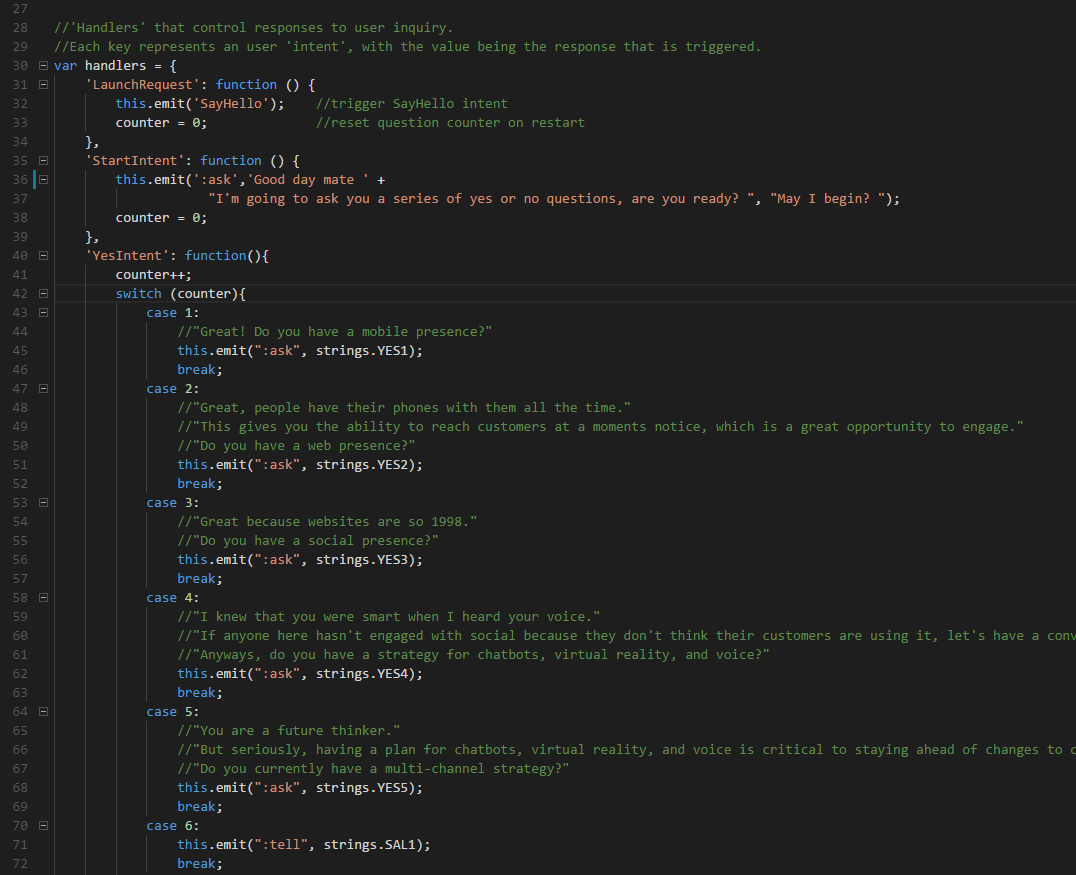 27
28 //'Handlers' that control responses to user inquiry.
29 //Each key represents an user 'intent', with the value being the response that is triggered.
30 var handlers = {
31 'LaunchRequest': function () {
32 this.emit('SayHello'); //trigger SayHello intent
33 counter = 0; //reset question counter on restart
34 },
35 'StartIntent': function () {
36 this.emit(':ask','Good day mate ' +
37 "I'm going to ask you a series of yes or no questions, are you ready? ", "May I begin? ");
38 counter = 0;
39 },
40 'YesIntent': function(){
41 counter++;
42 switch (counter){
43 case 1:
44 //"Great! Do you have a mobile presence?"
45 this.emit(":ask", strings.YES1);
46 break;
47 case 2:
48 //"Great, people have their phones with them all the time."
49 //"This gives you the ability to reach customers at a moments notice, which is a great opportunity to engage."
50 //"Do you have a web presence?"
51 this.emit(":ask", strings.YES2);
52 break;
53 case 3:
54 //"Great because websites are so 1998."
55 //"Do you have a social presence?"
56 this.emit(":ask", strings.YES3);
57 break;
58 case 4:
59 //"I knew that you were smart when I heard your voice."
60 //"If anyone here hasn't engaged with social because they don't think their customers are using it, let's have a conv
61 //"Anyways, do you have a strategy for chatbots, virtual reality, and voice?"
62 this.emit(":ask", strings.YES4);
63 break;
64 case 5:
65 //"You are a future thinker."
66 //"But seriously, having a plan for chatbots, virtual reality, and voice is critical to staying ahead of changes to c
67 //"Do you currently have a multi-channel strategy?"
68 this.emit(":ask", strings.YES5);
69 break;
70 case 6:
71 this.emit(":tell", strings.SAL1);
72 break;